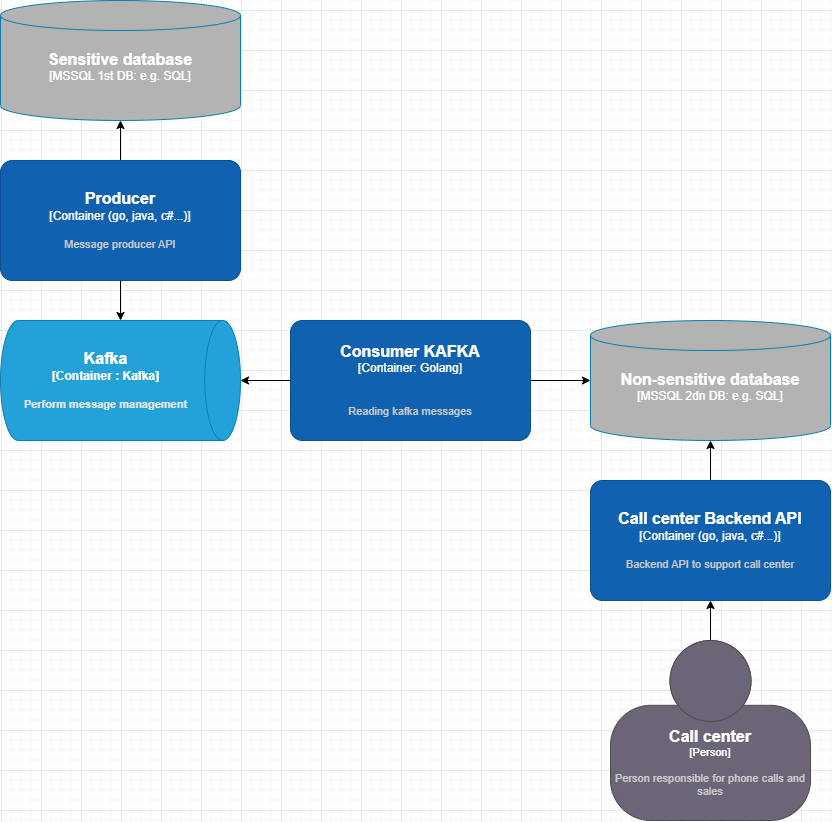 Sensitive database
[MSSQL 1st DB: e.g. SQL]
Producer
[Container (go, java, c#...)]
Message producer API
Kafka
[Container : Kafka]
Perform message management
Consumer KAFKA
[Container: Golang]
Reading kafka messages
Non-sensitive database
[MSSQL 2dn DB: e.g. SQL]
Call center Backend API
[Container (go, java, c#...)]
Backend API to support call center
Call center
[Person]
Person responsible for phone calls and
sales